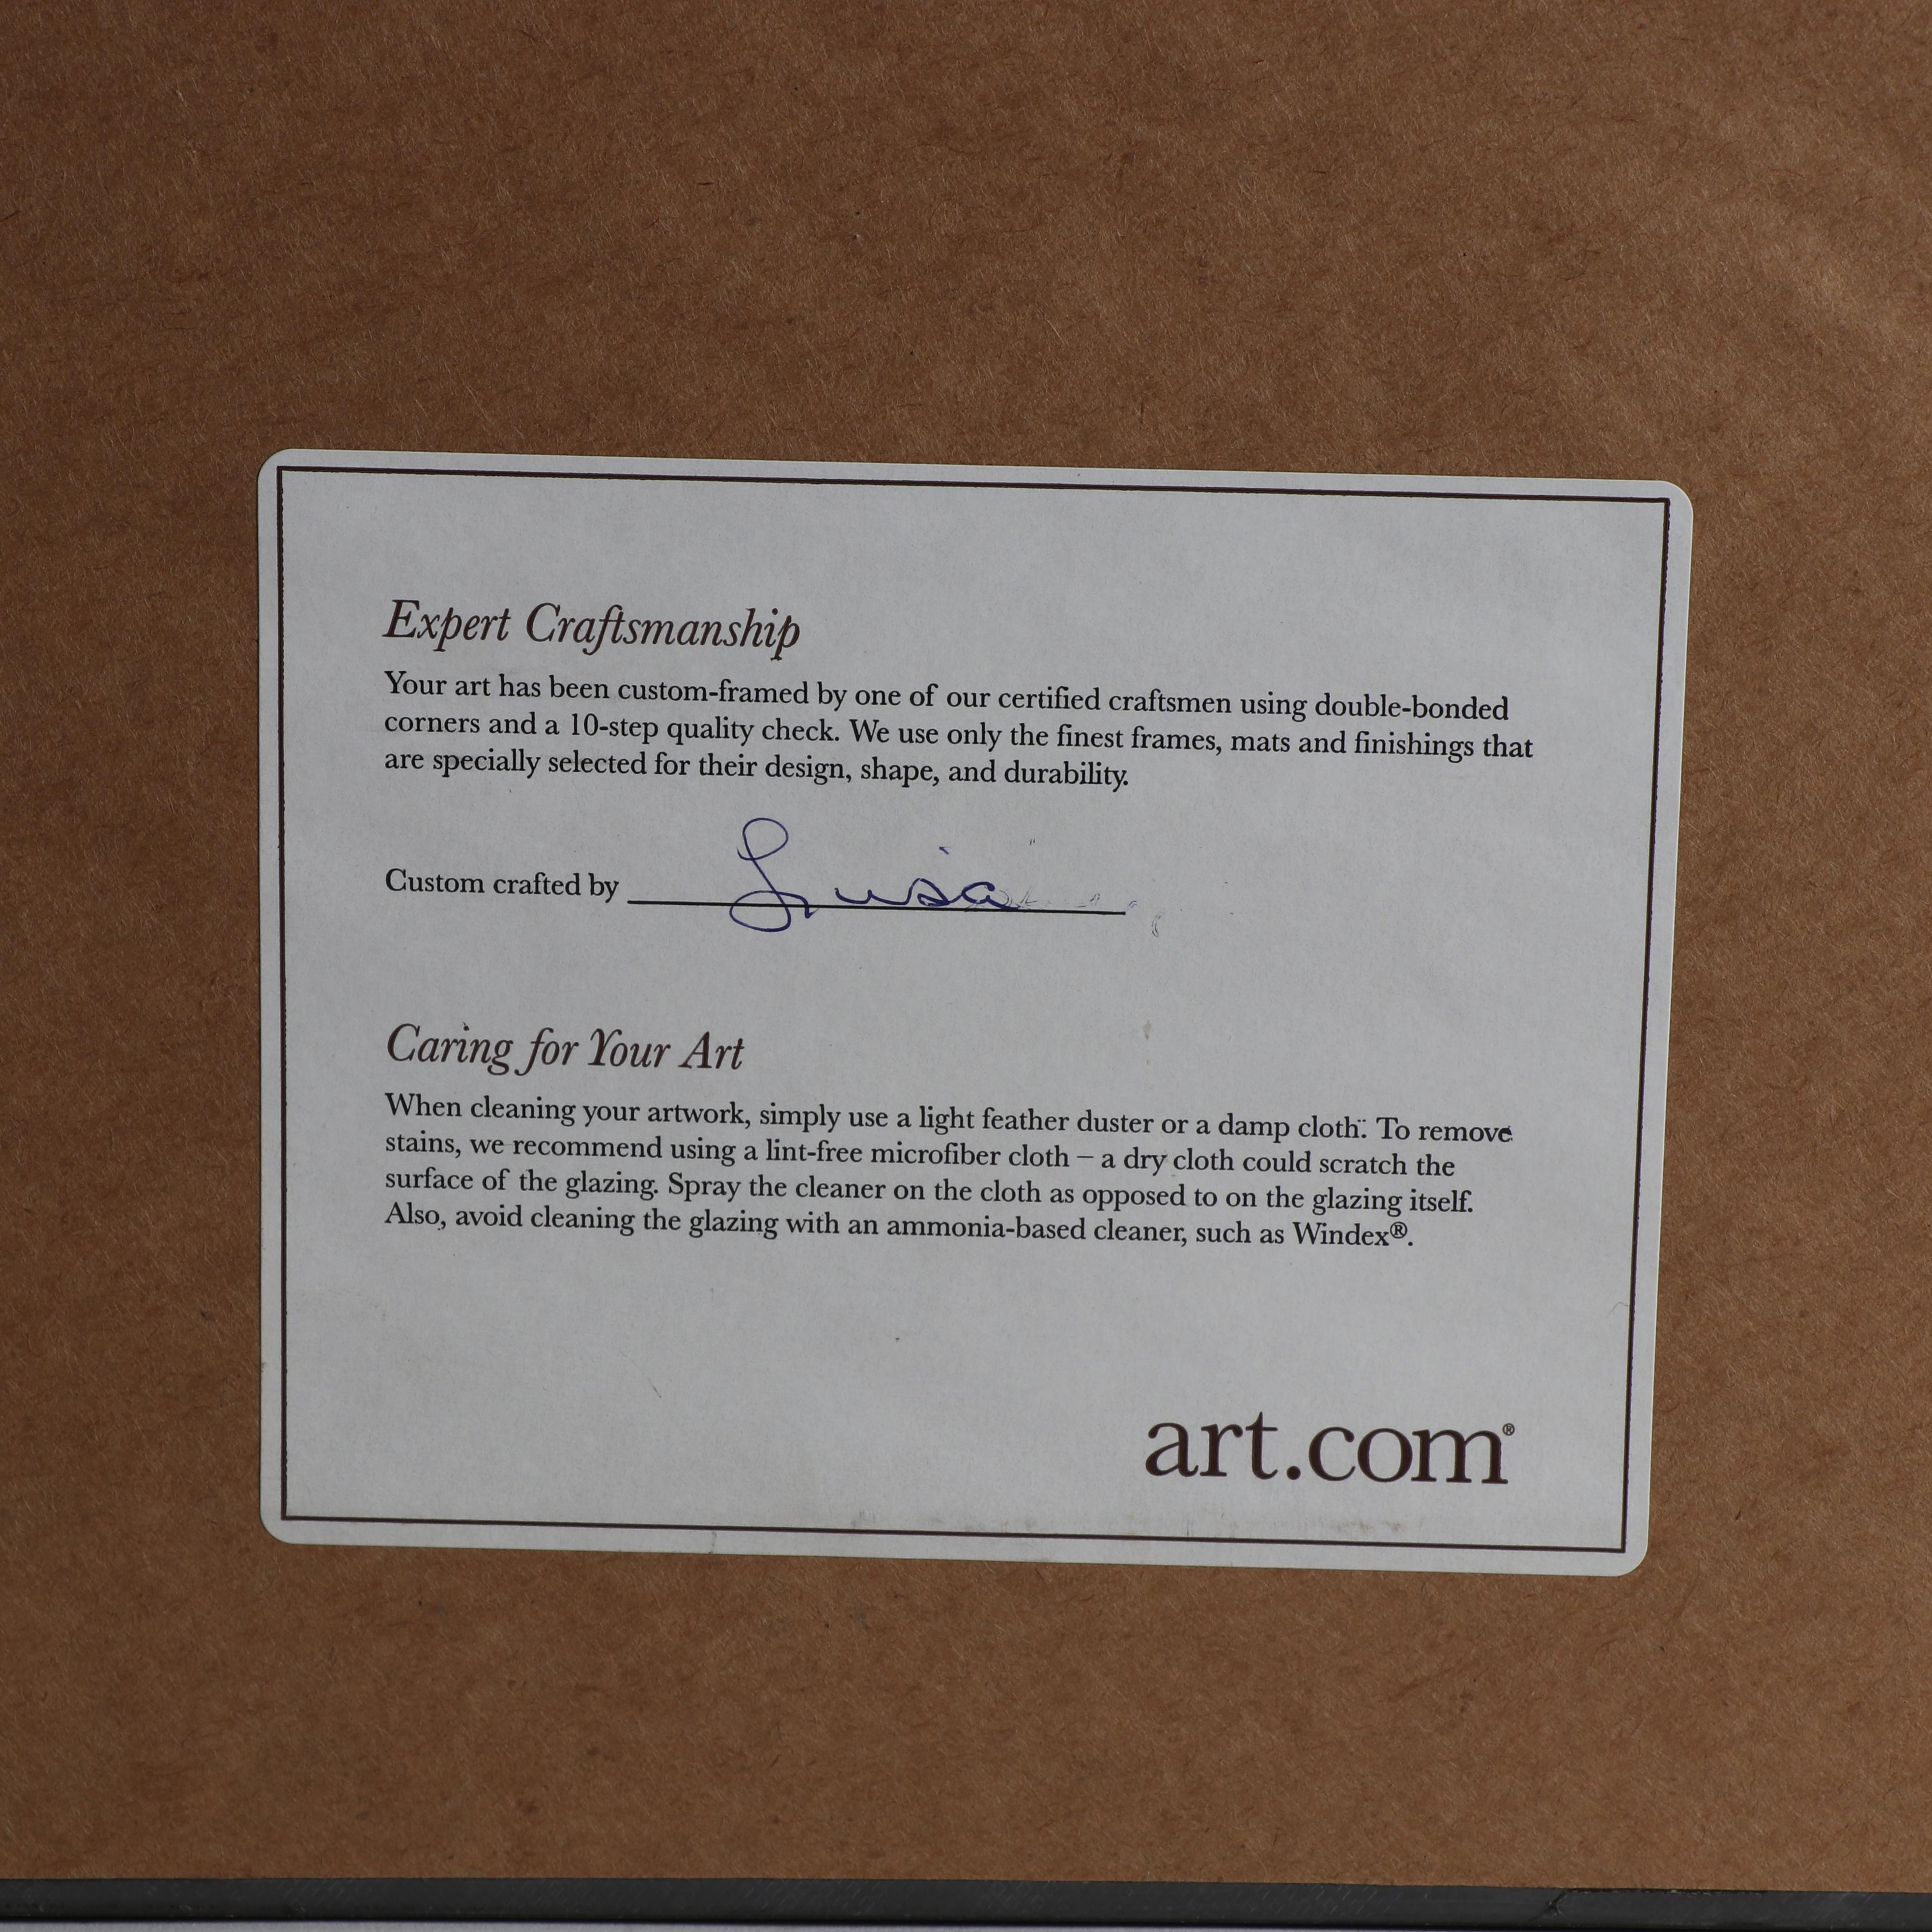 Expert Craftsmanship
Your art has been custom-framed by one of our certified craftsmen using double-bonded
corners and a 10-step quality check. We use only the finest frames, mats and finishings that
are specially selected for their design, shape, and durability.
Custom crafted by Luisa
Caring for Your Art
When cleaning your artwork, simply use a light feather duster or a damp cloth. To remove
stains, we recommend using a lint-free microfiber cloth – a dry cloth could scratch the
surface of the glazing. Spray the cleaner on the cloth as opposed to on the glazing itself.
Also, avoid cleaning the glazing with an ammonia-based cleaner, such as Windex®.
art.com®